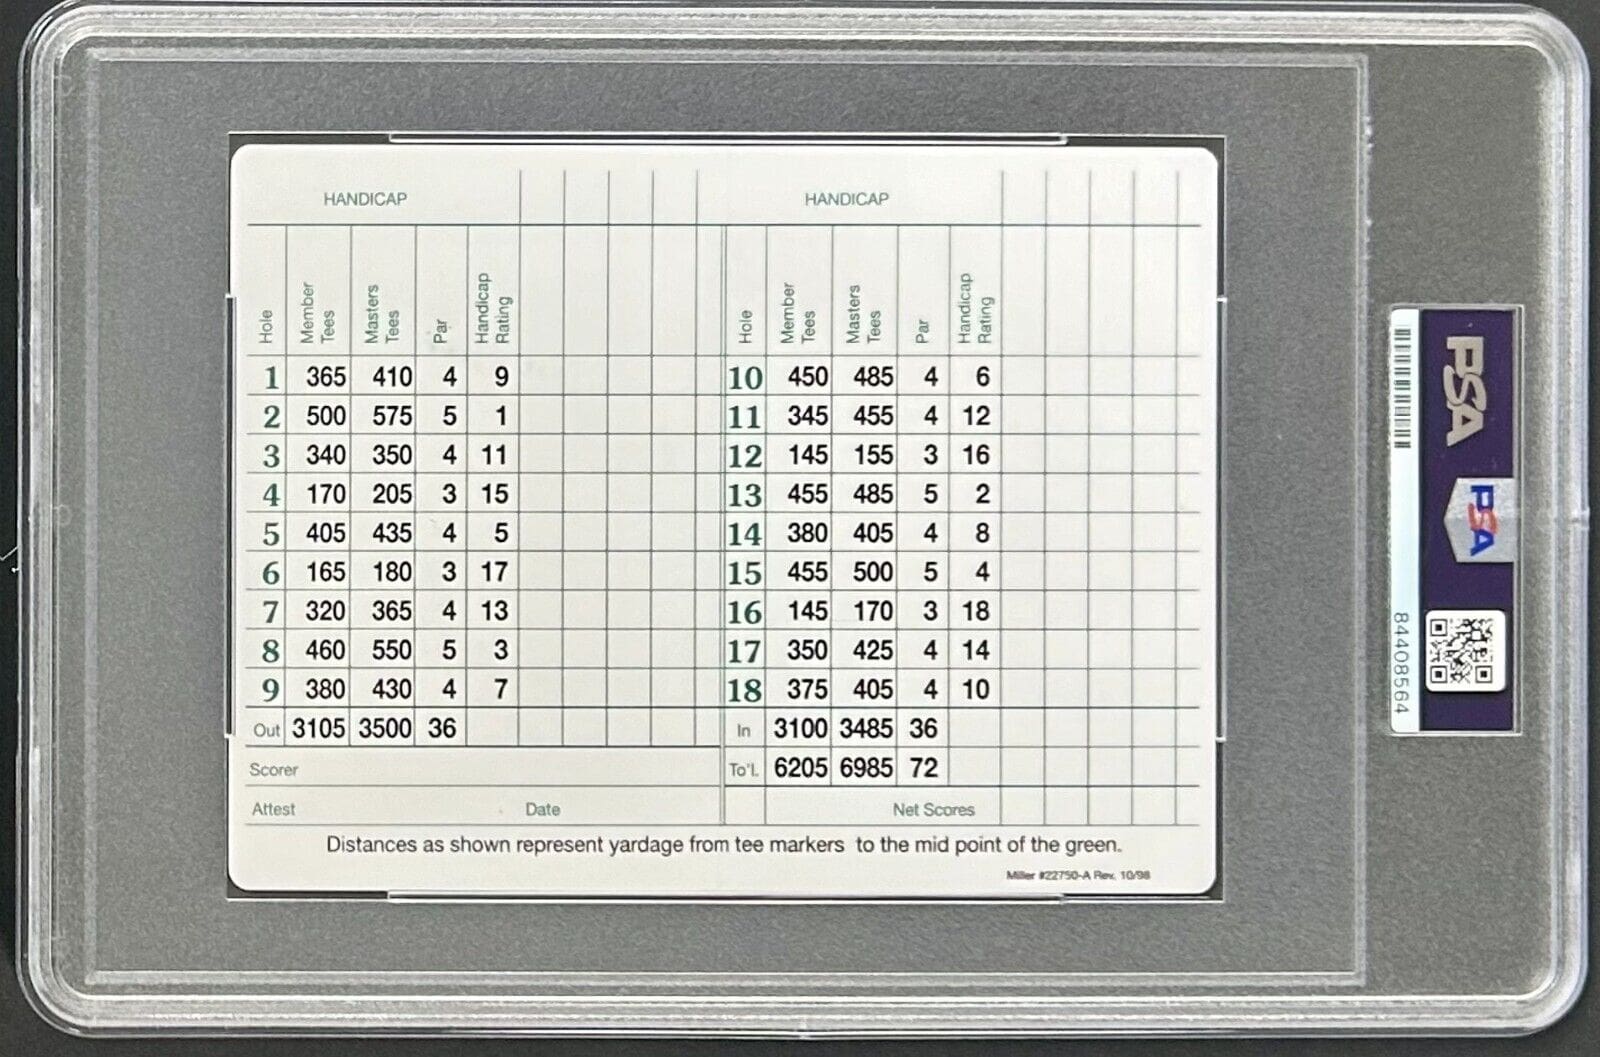 HANDICAP HANDICAP
Hole Member Tees Masters Tees Par Handicap Rating Hole Member Tees Masters Tees Par Handicap Rating
1 365 410 4 9 10 450 485 4 6
2 500 575 5 1 11 345 455 4 12
3 340 350 4 11 12 145 155 3 16
4 170 205 3 15 13 455 485 5 2
5 405 435 4 5 14 380 405 4 8
6 165 180 3 17 15 455 500 5 4
7 320 365 4 13 16 145 170 3 18
8 460 550 5 3 17 350 425 4 14
9 380 430 4 7 18 375 405 4 10
Out 3105 3500 36 In 3100 3485 36
Scorer To'l. 6205 6985 72
Attest Date Net Scores
Distances as shown represent yardage from tee markers to the mid point of the green.
Miller #22750-A Rev. 10/98
PSA
PSA
84408564